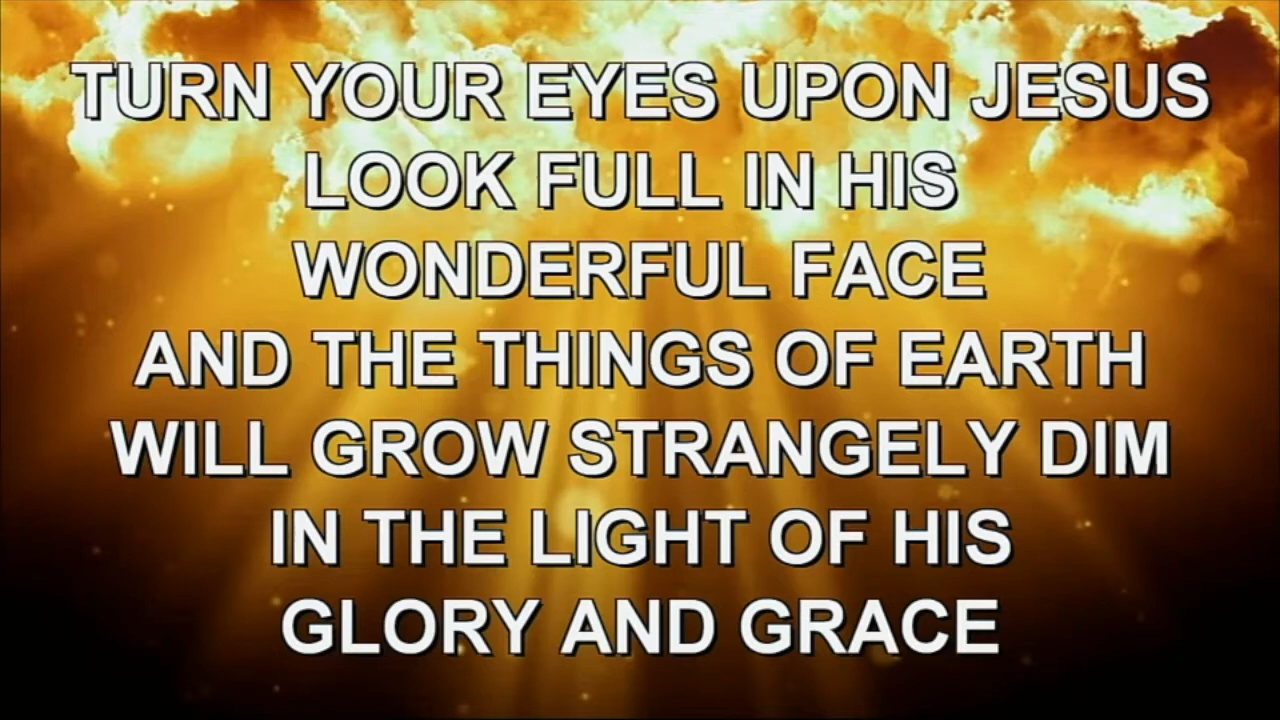 TURN YOUR EYES UPON JESUS
LOOK FULL IN HIS
WONDERFUL FACE
AND THE THINGS OF EARTH
WILL GROW STRANGELY DIM
IN THE LIGHT OF HIS
GLORY AND GRACE